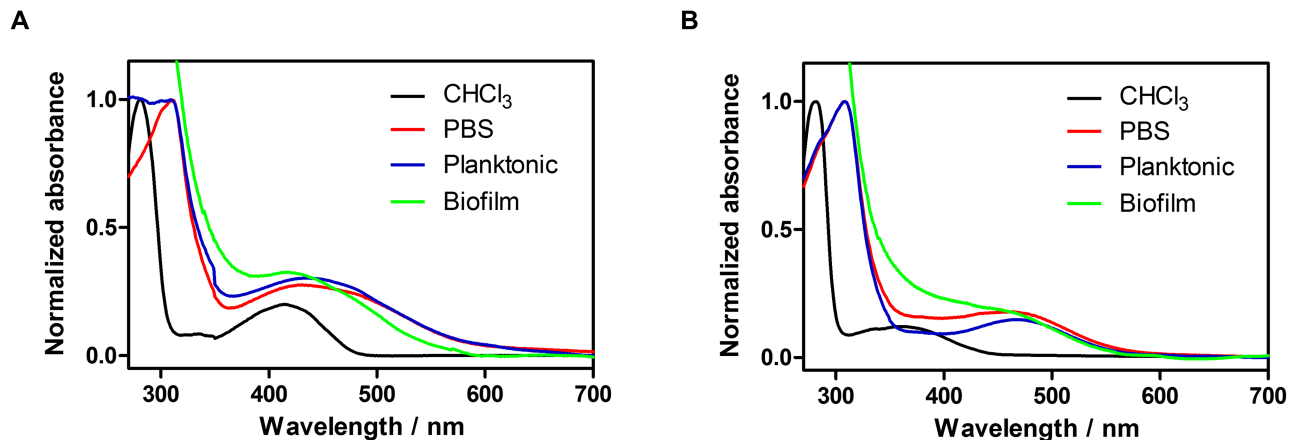 A
Normalized absorbance
1.0
0.5
0.0
CHCl₃
PBS
Planktonic
Biofilm
300 400 500 600 700
Wavelength / nm
B
Normalized absorbance
1.0
0.5
0.0
CHCl₃
PBS
Planktonic
Biofilm
300 400 500 600 700
Wavelength / nm